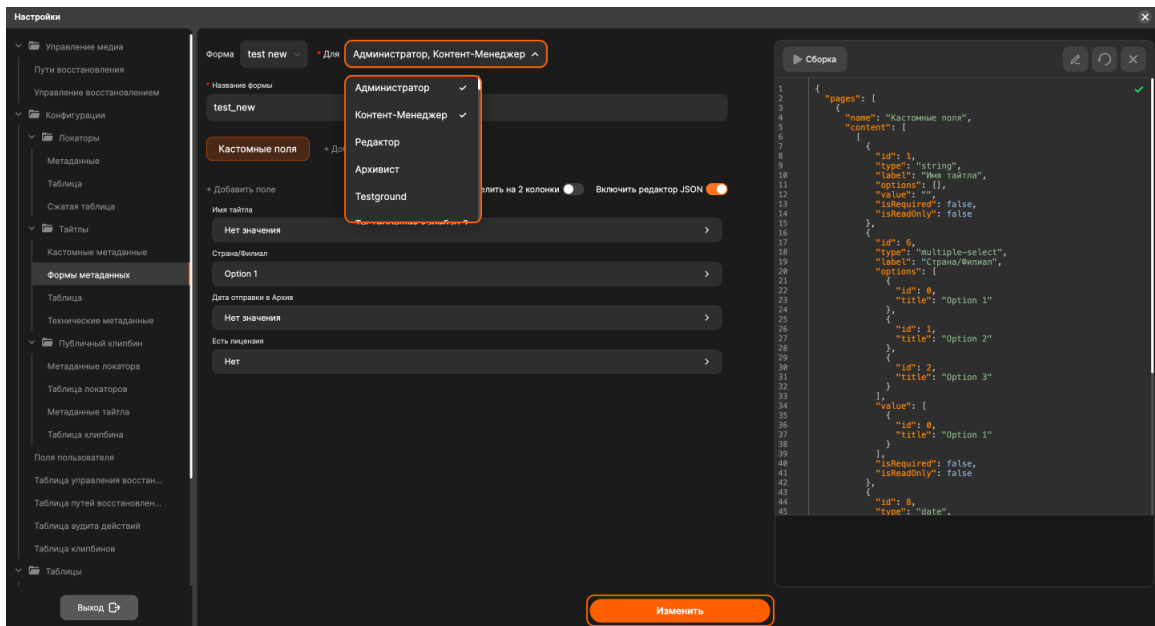 Настройки
Управление медиа
Пути восстановления
Управление восстановлением
Конфигурации
Локаторы
Метаданные
Таблица
Сжатая таблица
Тайтлы
Кастомные метаданные
Формы метаданных
Таблица
Технические метаданные
Публичный клипбин
Метаданные локатора
Таблица локаторов
Метаданные тайтла
Таблица клипбина
Поля пользователя
Таблица управления восстан...
Таблица путей восстановлен...
Таблица аудита действий
Таблица клипбинов
Таблицы
Выход
Форма test new * Для Администратор, Контент-Менеджер
* Название формы
test_new
Администратор
Контент-Менеджер
Редактор
Архивист
Testground
Кастомные поля
+ Добавить поле
на 2 колонки Включить редактор JSON
Имя тайтла
Нет значения
Страна/Филиал
Option 1
Дата отправки в Архив
Нет значения
Есть лицензия
Нет
Изменить
Сборка
1 {
2 "pages": [
3 {
4 "name": "Кастомные поля",
5 "content": [
6 [
7 {
8 "id": 1,
9 "type": "string",
10 "label": "Имя тайтла",
11 "options": [],
12 "value": "",
13 "isRequired": false,
14 "isReadOnly": false
15 },
16 {
17 "id": 6,
18 "type": "multiple-select",
19 "label": "Страна/Филиал",
20 "options": [
21 {
22 "id": 0,
23 "title": "Option 1"
24 },
25 {
26 "id": 1,
27 "title": "Option 2"
28 },
29 {
30 "id": 2,
31 "title": "Option 3"
32 }
33 ],
34 "value": [
35 {
36 "id": 0,
37 "title": "Option 1"
38 }
39 ],
40 "isRequired": false,
41 "isReadOnly": false
42 },
43 {
44 "id": 8,
45 "type": "date",